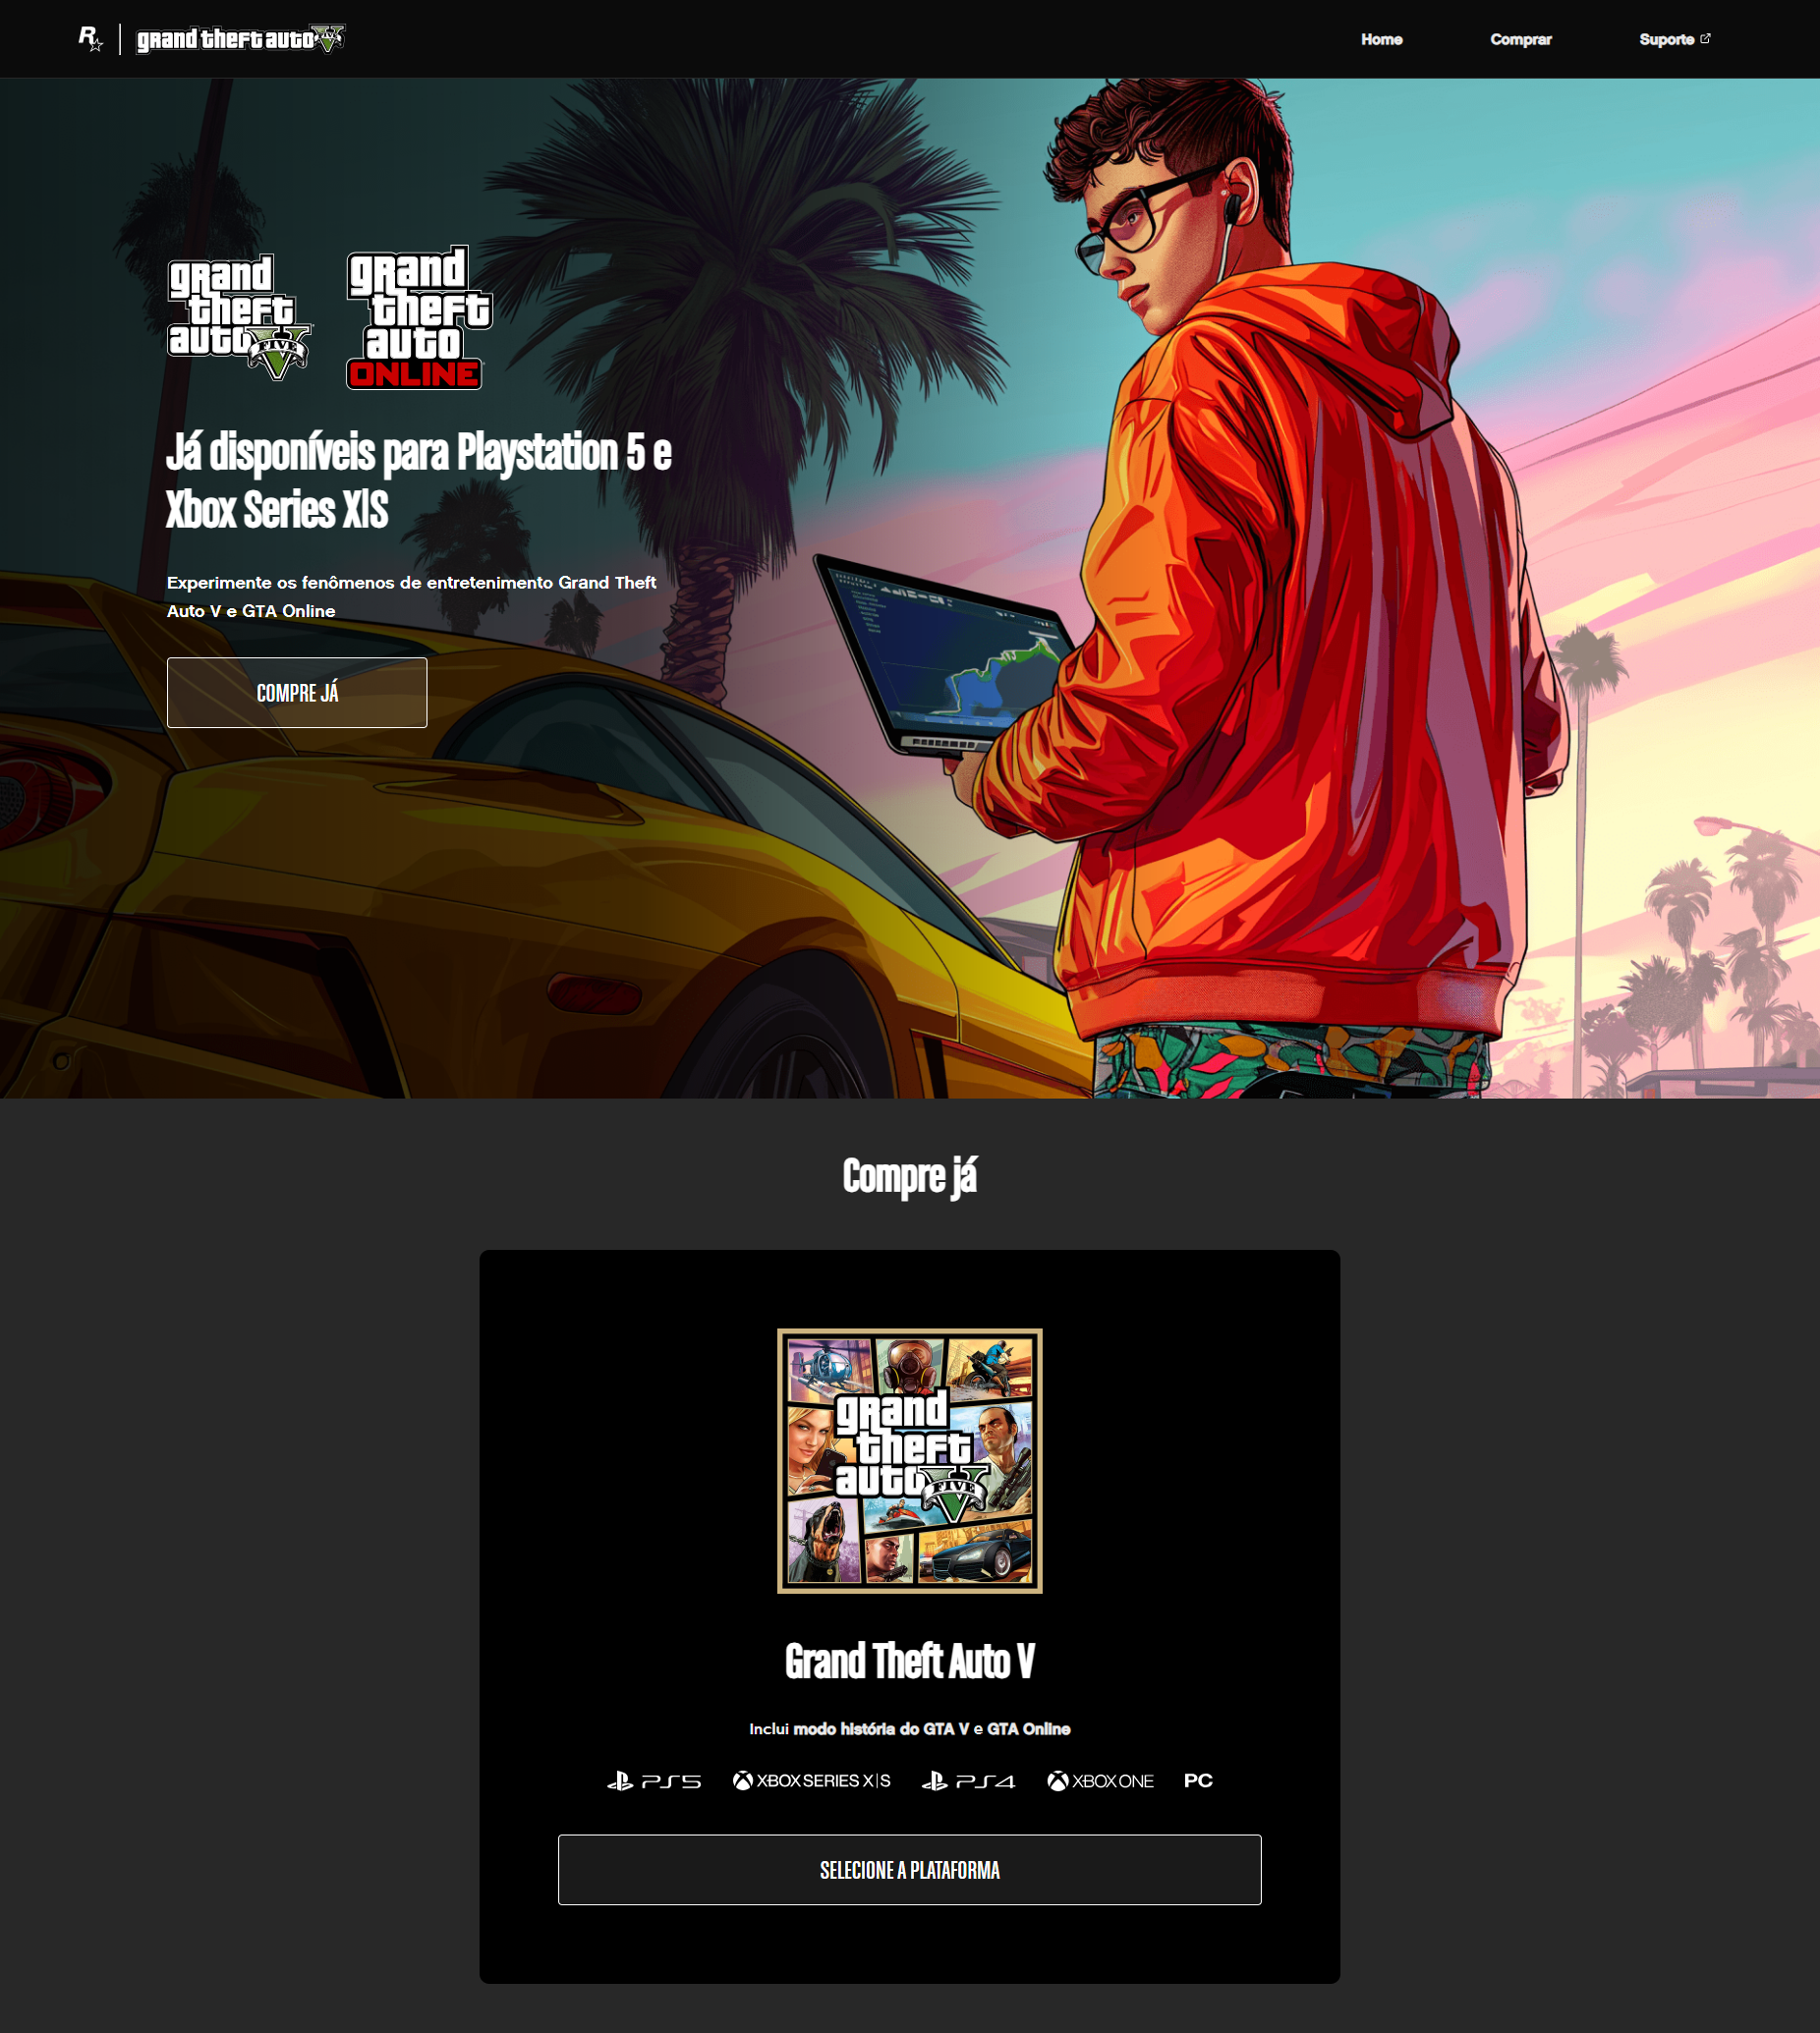 R
grand theft auto V
FIVE
Home
Comprar
Suporte
grand
theft
auto V
FIVE
grand
theft
auto
ONLINE
Já disponíveis para Playstation 5 e
Xbox Series X|S
Experimente os fenômenos de entretenimento Grand Theft
Auto V e GTA Online
COMPRE JÁ
Compre já
grand
theft
auto V
FIVE
Grand Theft Auto V
Inclui modo história do GTA V e GTA Online
PS5 XBOX SERIES X|S PS4 XBOX ONE PC
SELECIONE A PLATAFORMA